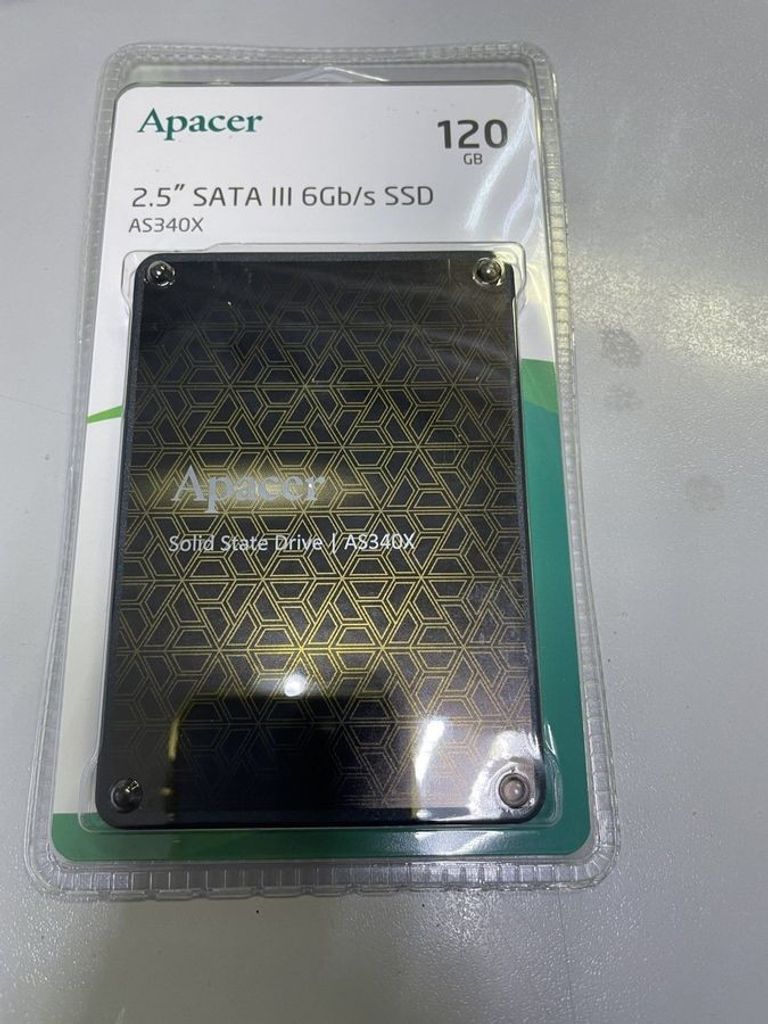 Apacer
120
GB
2.5" SATA III 6Gb/s SSD
AS340X
Apacer
Solid State Drive | AS340X